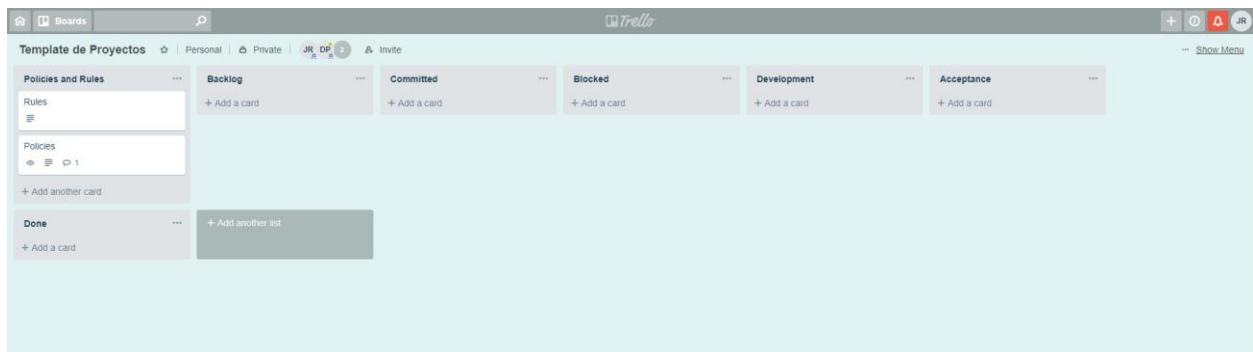 Boards
Trello
JR
Template de Proyectos
Personal
Private
JR DP 2
Invite
Show Menu
Policies and Rules
Rules
Policies
1
+ Add another card
Backlog
+ Add a card
Committed
+ Add a card
Blocked
+ Add a card
Development
+ Add a card
Acceptance
+ Add a card
Done
+ Add a card
+ Add another list